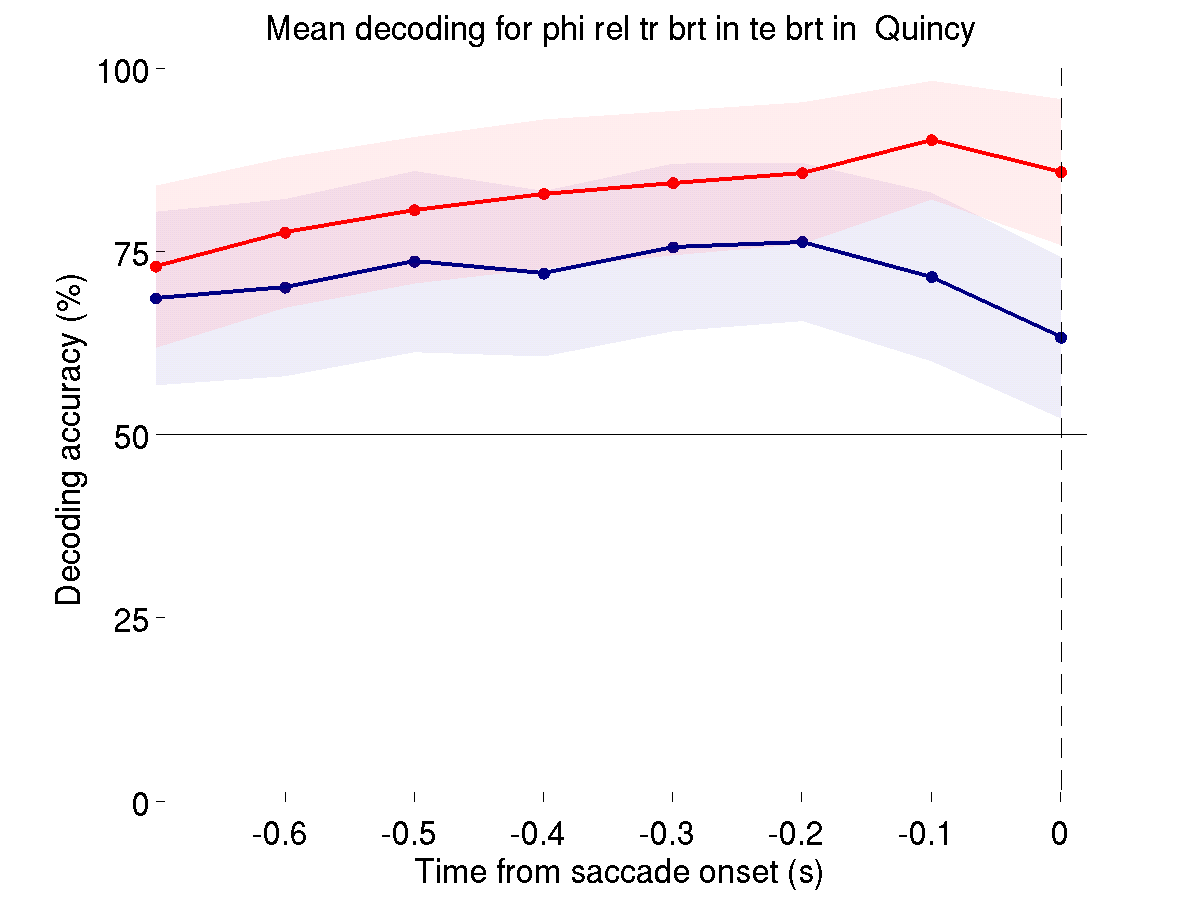 Mean decoding for phi rel tr brt in te brt in  Quincy
100
75
50
25
0
Decoding accuracy (%)
-0.6 -0.5 -0.4 -0.3 -0.2 -0.1 0
Time from saccade onset (s)